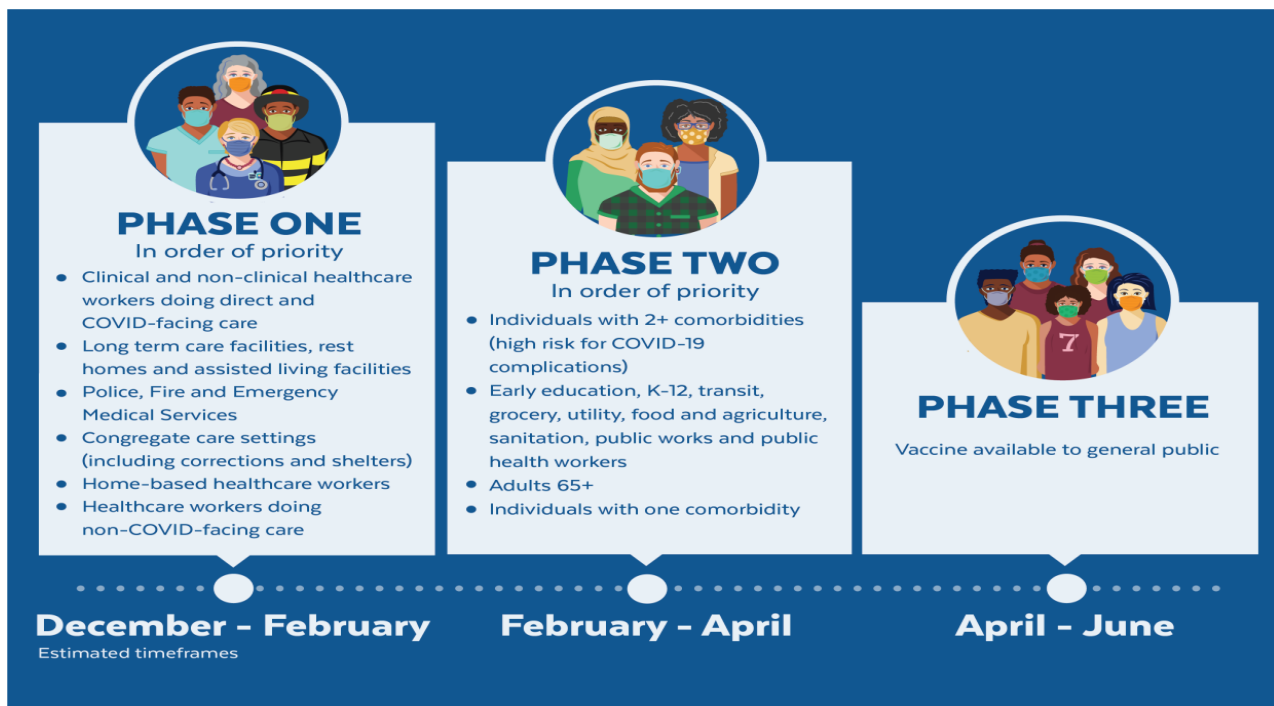 PHASE ONE
In order of priority
• Clinical and non-clinical healthcare
workers doing direct and
COVID-facing care
• Long term care facilities, rest
homes and assisted living facilities
• Police, Fire and Emergency
Medical Services
• Congregate care settings
(including corrections and shelters)
• Home-based healthcare workers
• Healthcare workers doing
non-COVID-facing care
December - February
Estimated timeframes
PHASE TWO
In order of priority
• Individuals with 2+ comorbidities
(high risk for COVID-19
complications)
• Early education, K-12, transit,
grocery, utility, food and agriculture,
sanitation, public works and public
health workers
• Adults 65+
• Individuals with one comorbidity
February - April
7
PHASE THREE
Vaccine available to general public
April - June